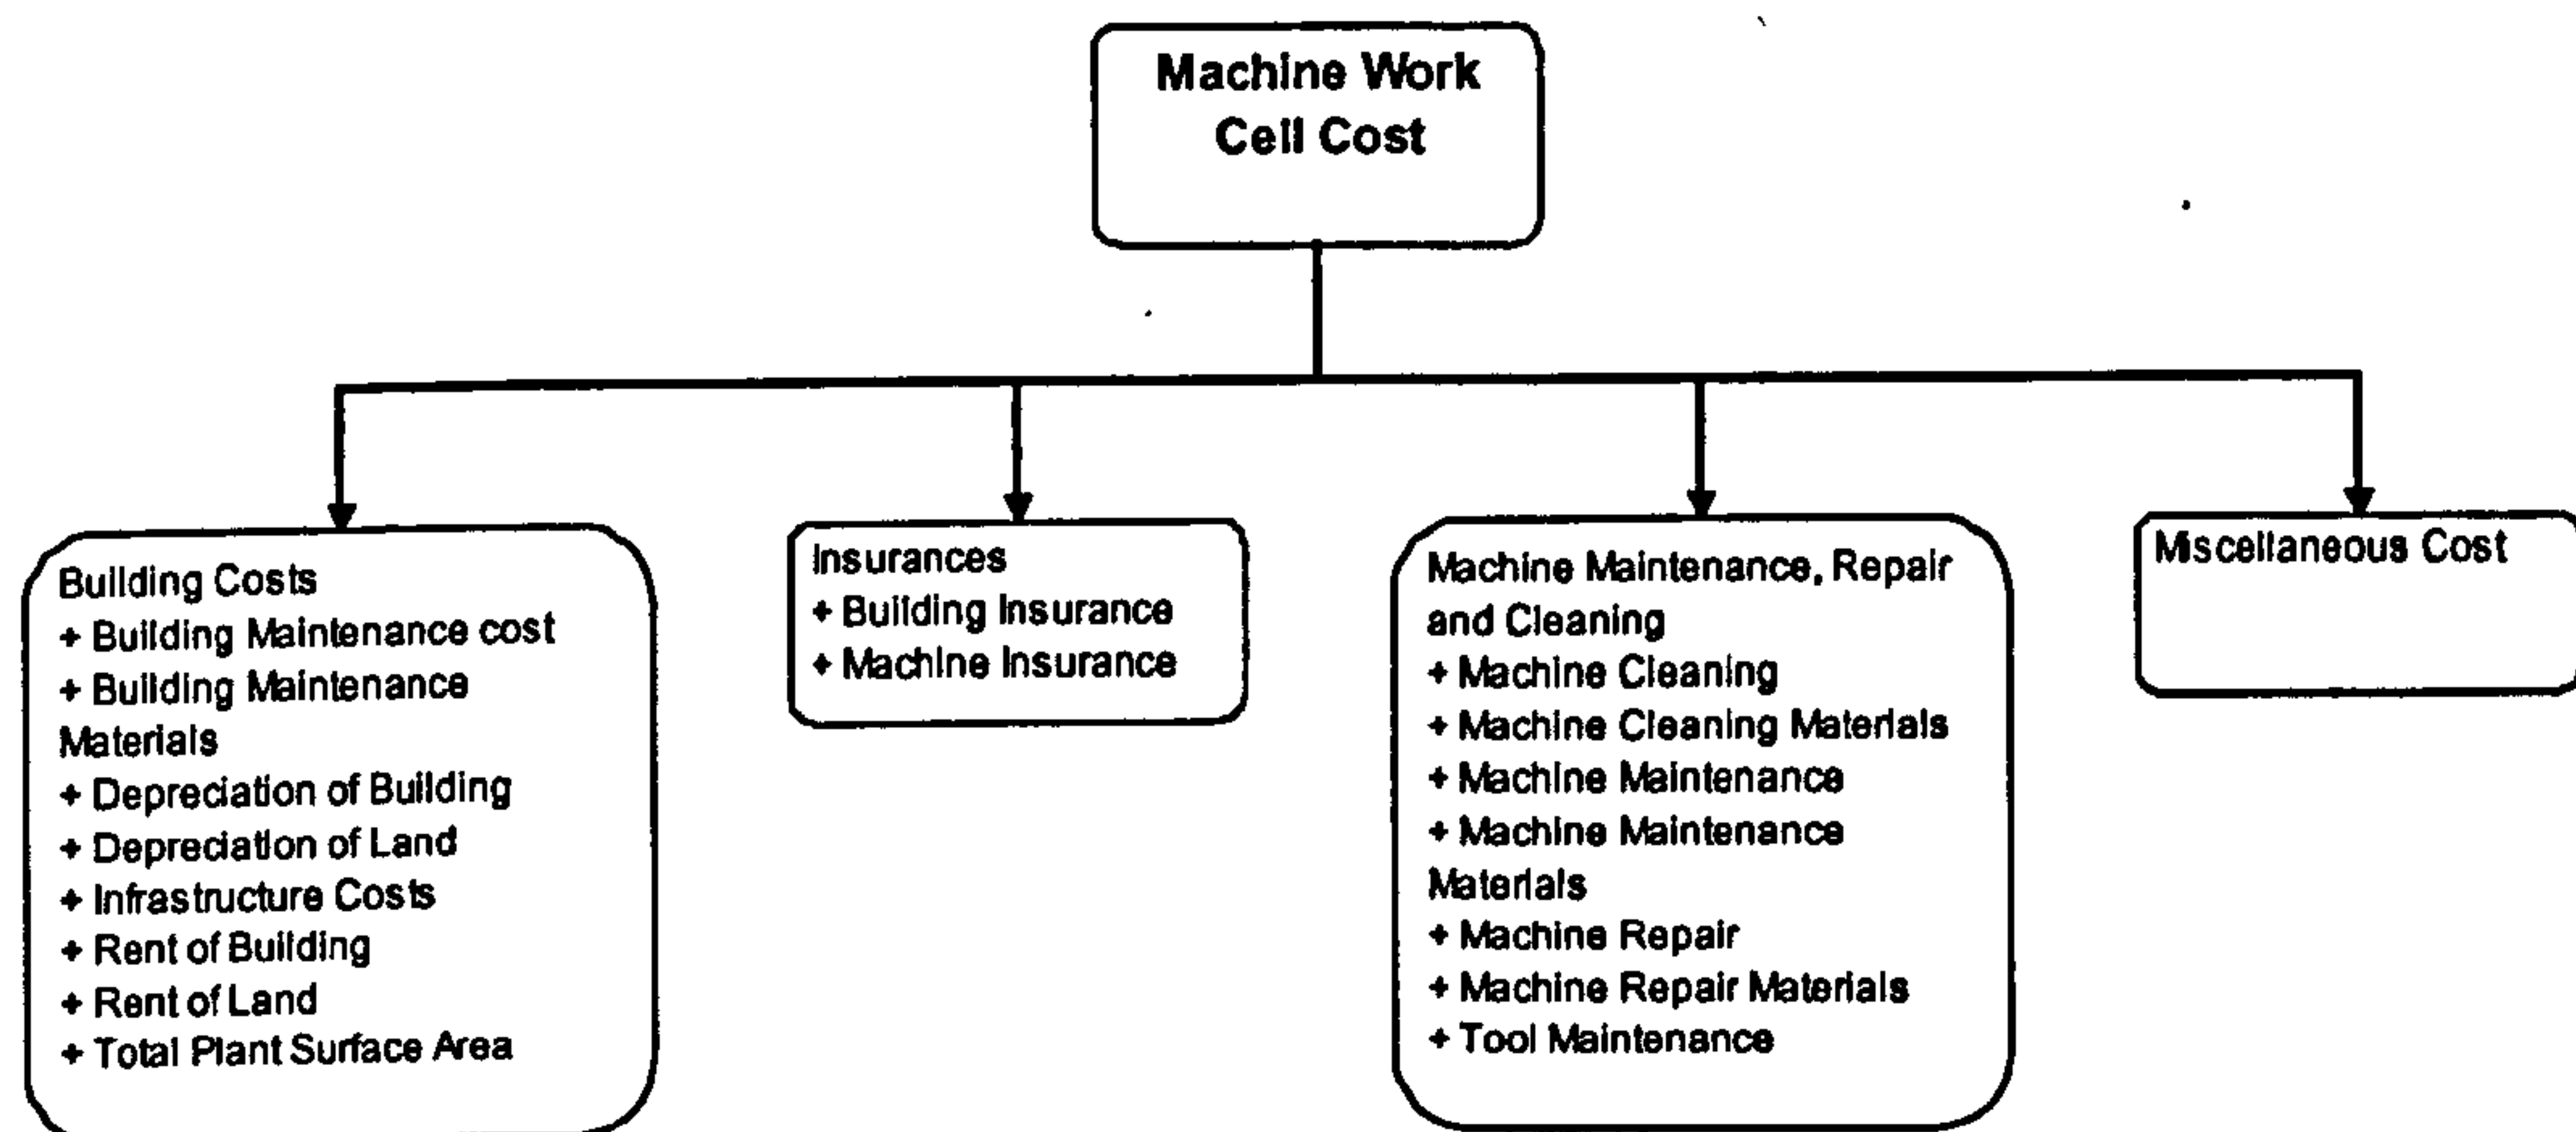 Machine Work
Cell Cost
Building Costs
+ Building Maintenance cost
+ Building Maintenance
Materials
+ Depreciation of Building
+ Depreciation of Land
+ Infrastructure Costs
+ Rent of Building
+ Rent of Land
+ Total Plant Surface Area
Insurances
+ Building Insurance
+ Machine Insurance
Machine Maintenance, Repair
and Cleaning
+ Machine Cleaning
+ Machine Cleaning Materials
+ Machine Maintenance
+ Machine Maintenance
Materials
+ Machine Repair
+ Machine Repair Materials
+ Tool Maintenance
Miscellaneous Cost